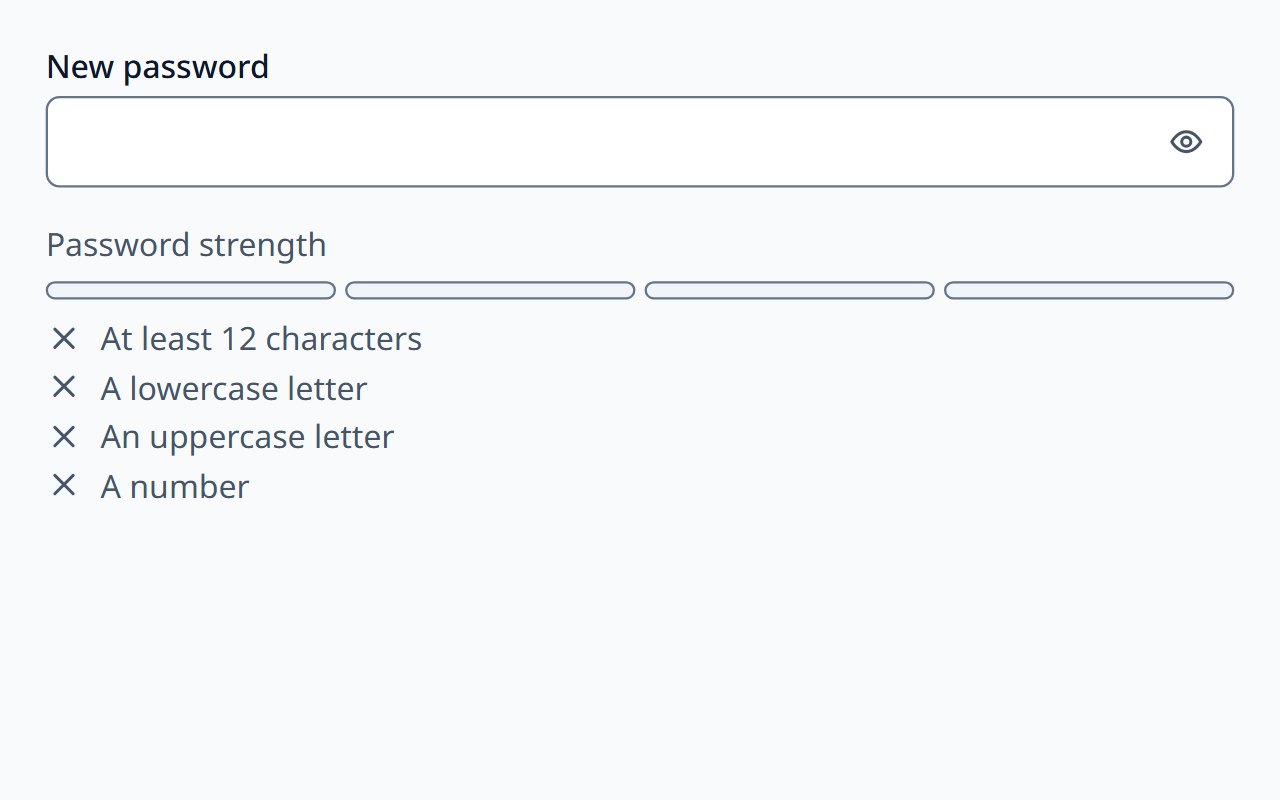 New password
Password strength
At least 12 characters
A lowercase letter
An uppercase letter
A number